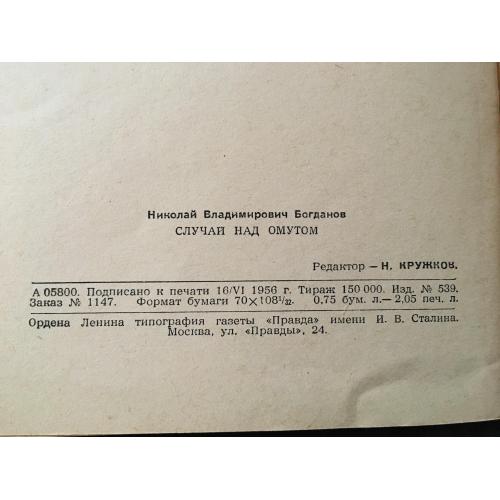 Николай Владимирович Богданов
СЛУЧАЙ НАД ОМУТОМ
Редактор — Н. КРУЖКОВ.
А 05800. Подписано к печати 16/VI 1956 г. Тираж 150 000. Изд. № 539.
Заказ № 1147. Формат бумаги 70×108¹/₃₂. 0,75 бум. л.— 2,05 печ. л.
Ордена Ленина типография газеты «Правда» имени И. В. Сталина.
Москва, ул. «Правды», 24.